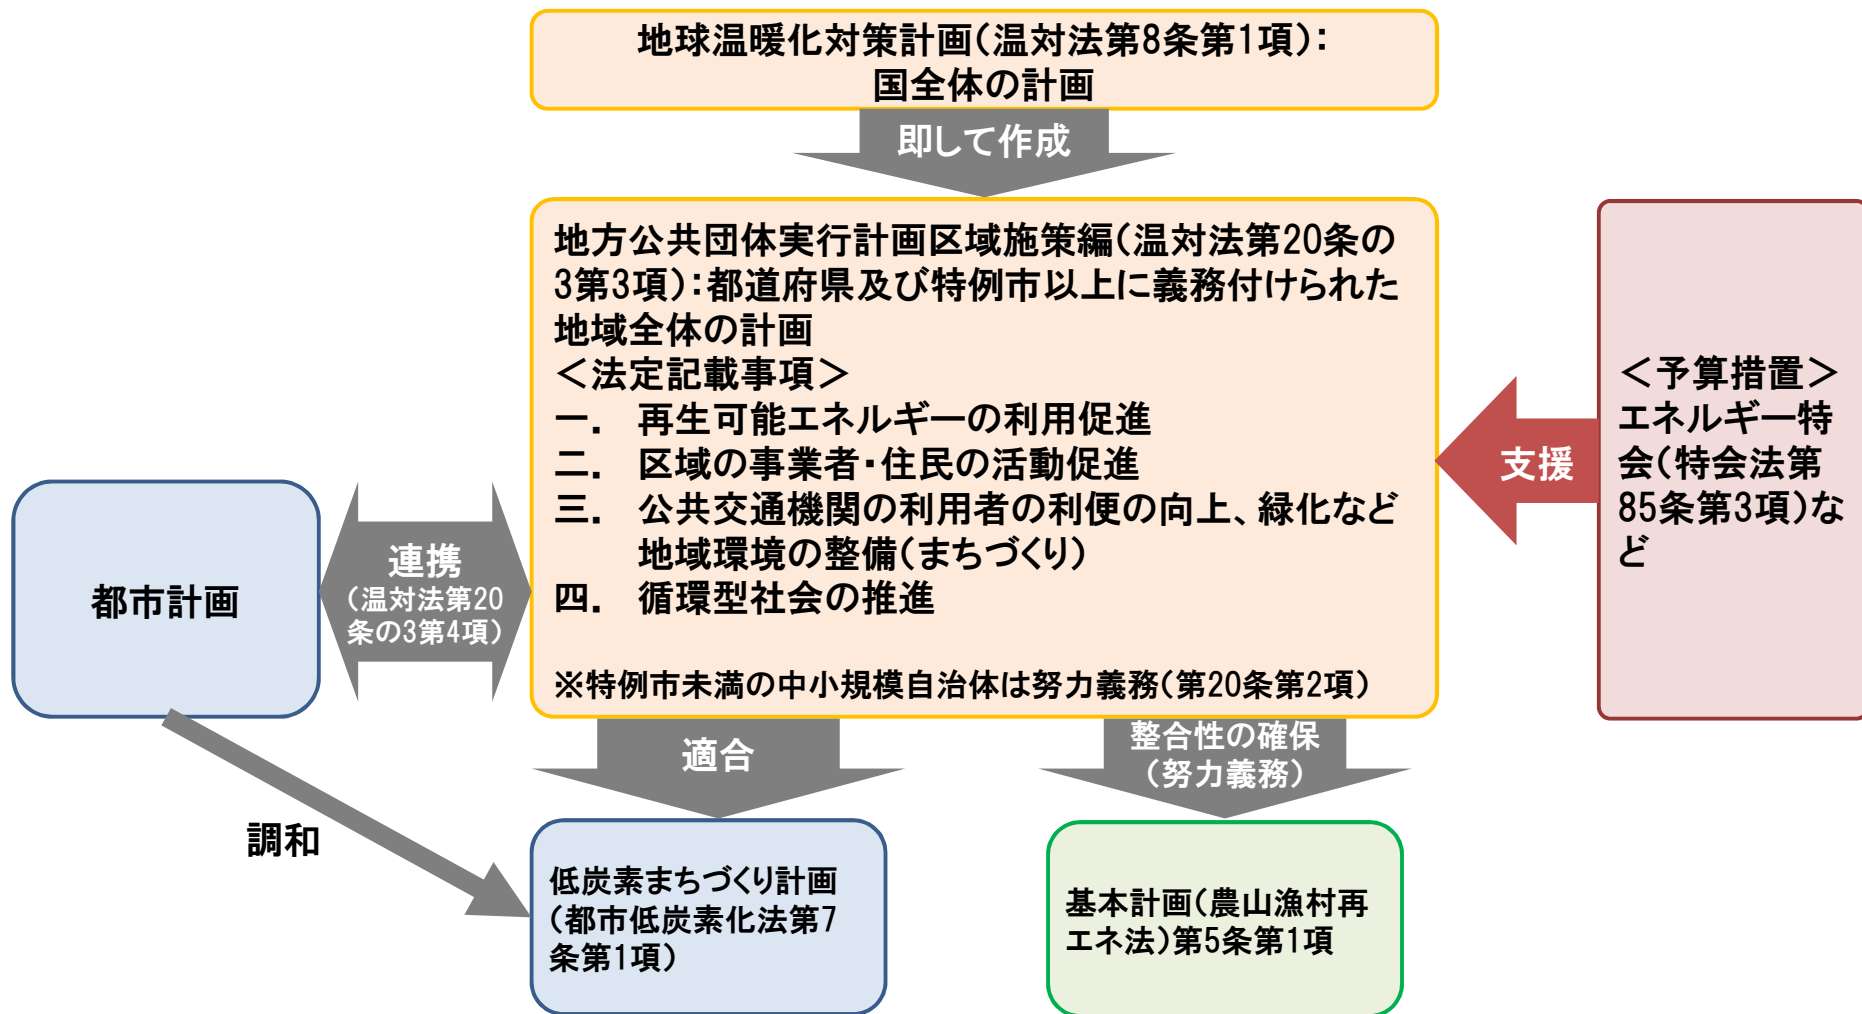 地球温暖化対策計画（温対法第8条第1項）：
国全体の計画
即して作成
地方公共団体実行計画区域施策編（温対法第20条の
3第3項）：都道府県及び特例市以上に義務付けられた
地域全体の計画
＜法定記載事項＞
一． 再生可能エネルギーの利用促進
二． 区域の事業者・住民の活動促進
三． 公共交通機関の利用者の利便の向上、緑化など
地域環境の整備（まちづくり）
四． 循環型社会の推進
※特例市未満の中小規模自治体は努力義務（第20条第2項）
＜予算措置＞
エネルギー特
会（特会法第
85条第3項）な
ど
支援
都市計画
連携
（温対法第20
条の3第4項）
適合
整合性の確保
（努力義務）
調和
低炭素まちづくり計画
（都市低炭素化法第7
条第1項）
基本計画（農山漁村再
エネ法）第5条第1項